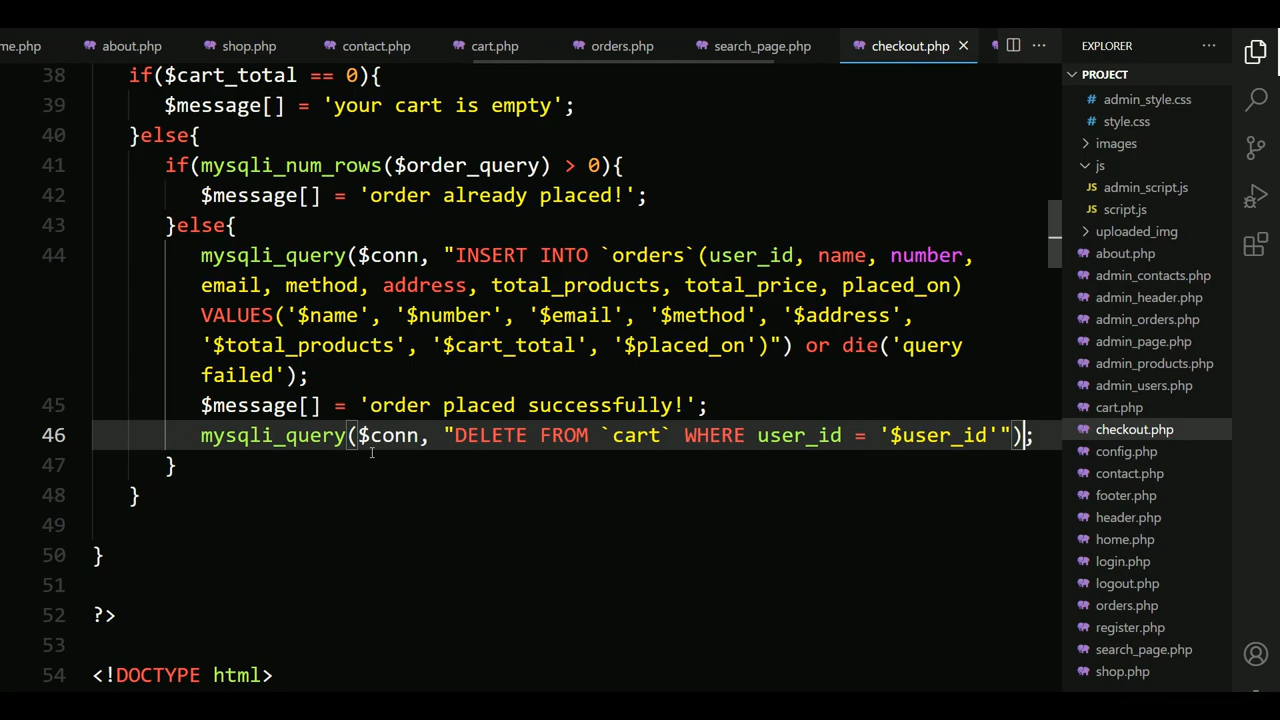 me.php about.php shop.php contact.php cart.php orders.php search_page.php checkout.php
38 if($cart_total == 0){
39 $message[] = 'your cart is empty';
40 }else{
41 if(mysqli_num_rows($order_query) > 0){
42 $message[] = 'order already placed!';
43 }else{
44 mysqli_query($conn, "INSERT INTO `orders`(user_id, name, number,
email, method, address, total_products, total_price, placed_on)
VALUES('$name', '$number', '$email', '$method', '$address',
'$total_products', '$cart_total', '$placed_on')") or die('query
failed');
45 $message[] = 'order placed successfully!';
46 mysqli_query($conn, "DELETE FROM `cart` WHERE user_id = '$user_id'");
47 }
48 }
49
50 }
51
52 ?>
53
54 <!DOCTYPE html>
EXPLORER
PROJECT
admin_style.css
style.css
images
js
admin_script.js
script.js
uploaded_img
about.php
admin_contacts.php
admin_header.php
admin_orders.php
admin_page.php
admin_products.php
admin_users.php
cart.php
checkout.php
config.php
contact.php
footer.php
header.php
home.php
login.php
logout.php
orders.php
register.php
search_page.php
shop.php